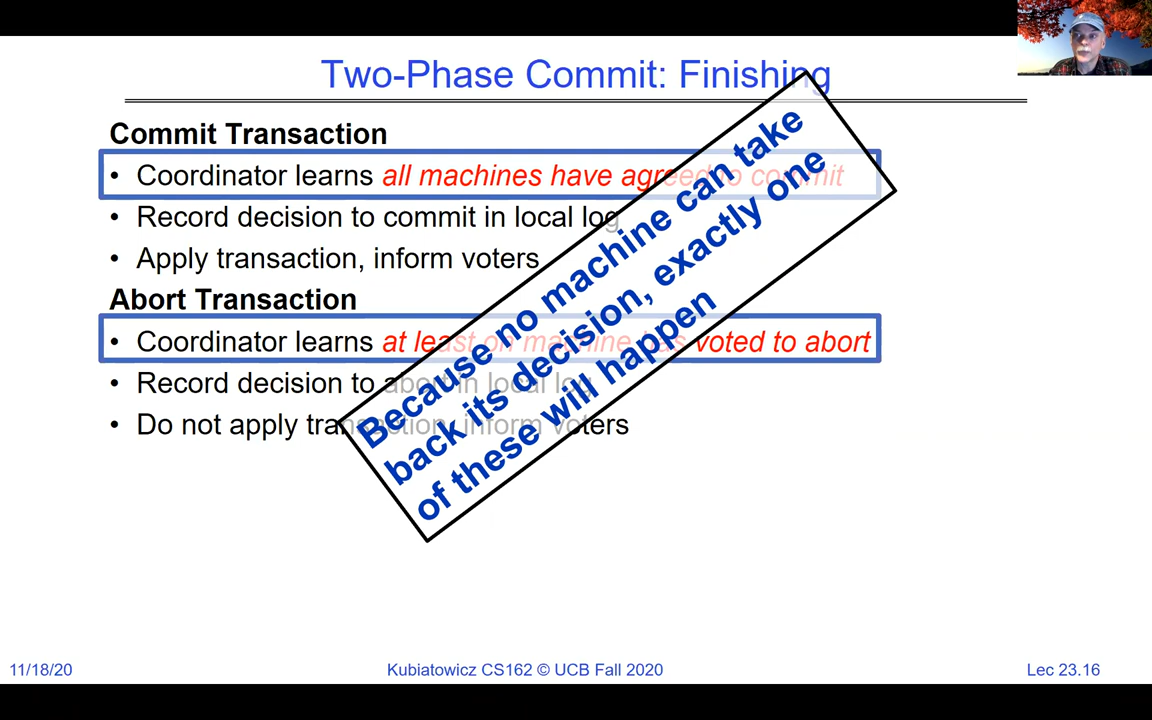 Two-Phase Commit: Finishing
Commit Transaction
• Coordinator learns all machines have agreed to commit
• Record decision to commit in local log
• Apply transaction, inform voters
Abort Transaction
• Coordinator learns at least on machine has voted to abort
• Record decision to abort in local log
• Do not apply transaction, inform voters
Because no machine can take
back its decision, exactly one
of these will happen
11/18/20
Kubiatowicz CS162 © UCB Fall 2020
Lec 23.16